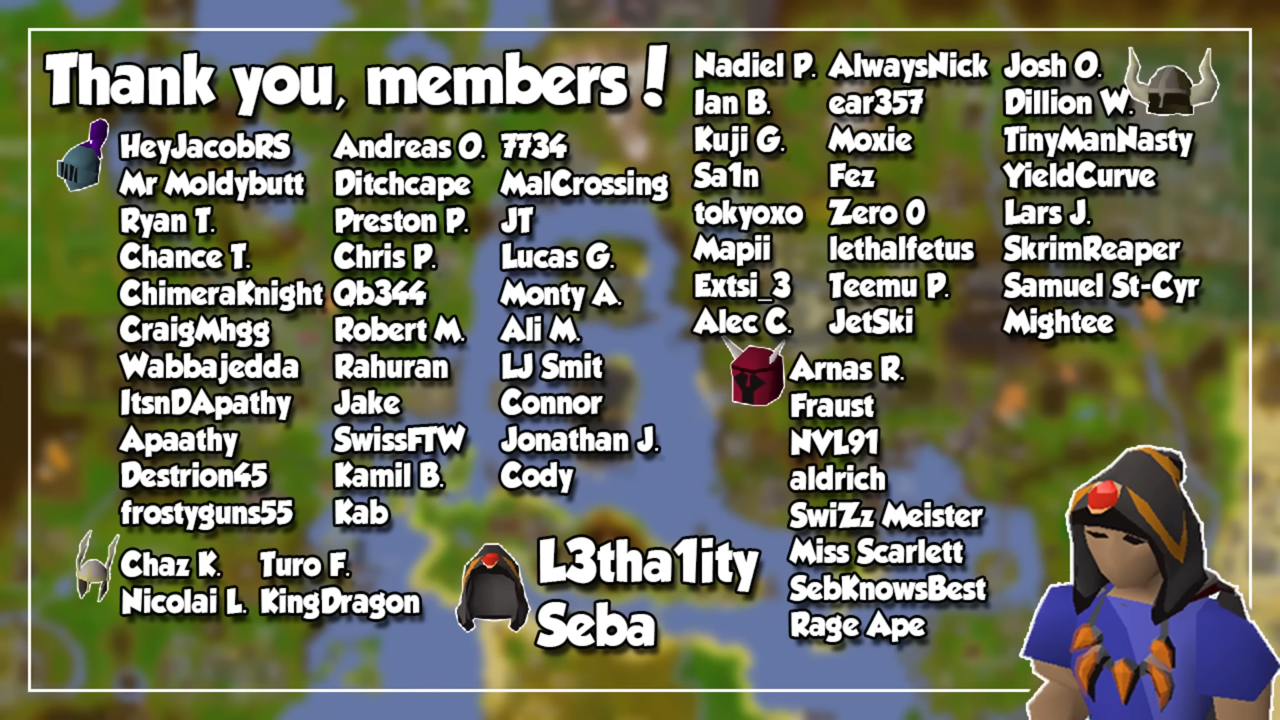 Thank you, members!
HeyJacobRS
Mr Moldybutt
Ryan T.
Chance T.
ChimeraKnight
CraigMhgg
Wabbajedda
ItsnDApathy
Apaathy
Destrion45
frostyguns55
Andreas O.
Ditchcape
Preston P.
Chris P.
Qb344
Robert M.
Rahuran
Jake
SwissFTW
Kamil B.
Kab
7734
MalCrossing
JT
Lucas G.
Monty A.
Ali M.
LJ Smit
Connor
Jonathan J.
Cody
Nadiel P.
Ian B.
Kuji G.
Sa1n
tokyoxo
Mapii
Extsi_3
Alec C.
AlwaysNick
ear357
Moxie
Fez
Zero 0
lethalfetus
Teemu P.
JetSki
Josh O.
Dillion W.
TinyManNasty
YieldCurve
Lars J.
SkrimReaper
Samuel St-Cyr
Mightee
Arnas R.
Fraust
NVL91
aldrich
SwiZz Meister
Miss Scarlett
SebKnowsBest
Rage Ape
Chaz K.
Nicolai L.
Turo F.
KingDragon
L3tha1ity
Seba